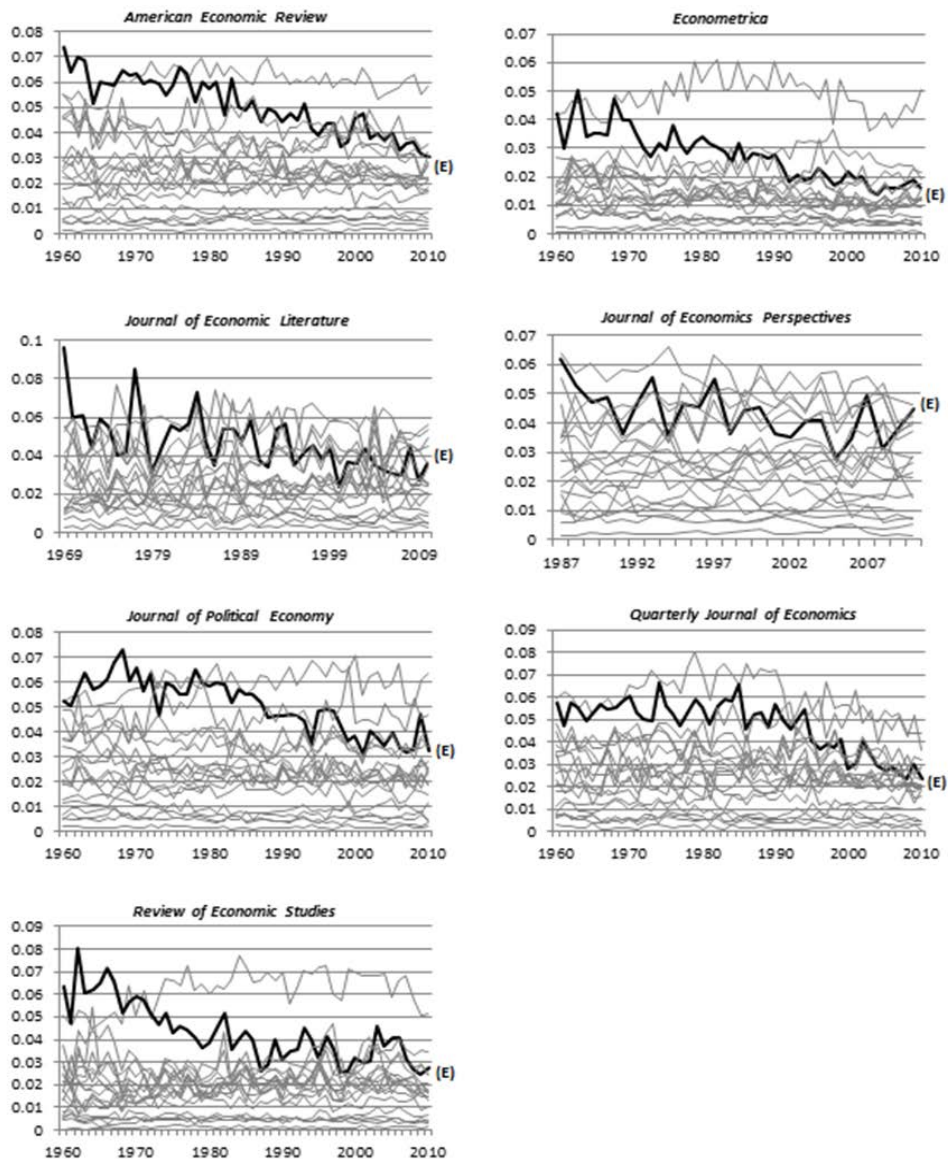 American Economic Review
0.08
0.07
0.06
0.05
0.04
0.03
0.02
0.01
0
(E)
1960 1970 1980 1990 2000 2010
Econometrica
0.07
0.06
0.05
0.04
0.03
0.02
0.01
0
(E)
1960 1970 1980 1990 2000 2010
Journal of Economic Literature
0.1
0.08
0.06
0.04
0.02
0
(E)
1969 1979 1989 1999 2009
Journal of Economics Perspectives
0.07
0.06
0.05
0.04
0.03
0.02
0.01
0
(E)
1987 1992 1997 2002 2007
Journal of Political Economy
0.08
0.07
0.06
0.05
0.04
0.03
0.02
0.01
0
(E)
1960 1970 1980 1990 2000 2010
Quarterly Journal of Economics
0.09
0.08
0.07
0.06
0.05
0.04
0.03
0.02
0.01
0
(E)
1960 1970 1980 1990 2000 2010
Review of Economic Studies
0.09
0.08
0.07
0.06
0.05
0.04
0.03
0.02
0.01
0
(E)
1960 1970 1980 1990 2000 2010